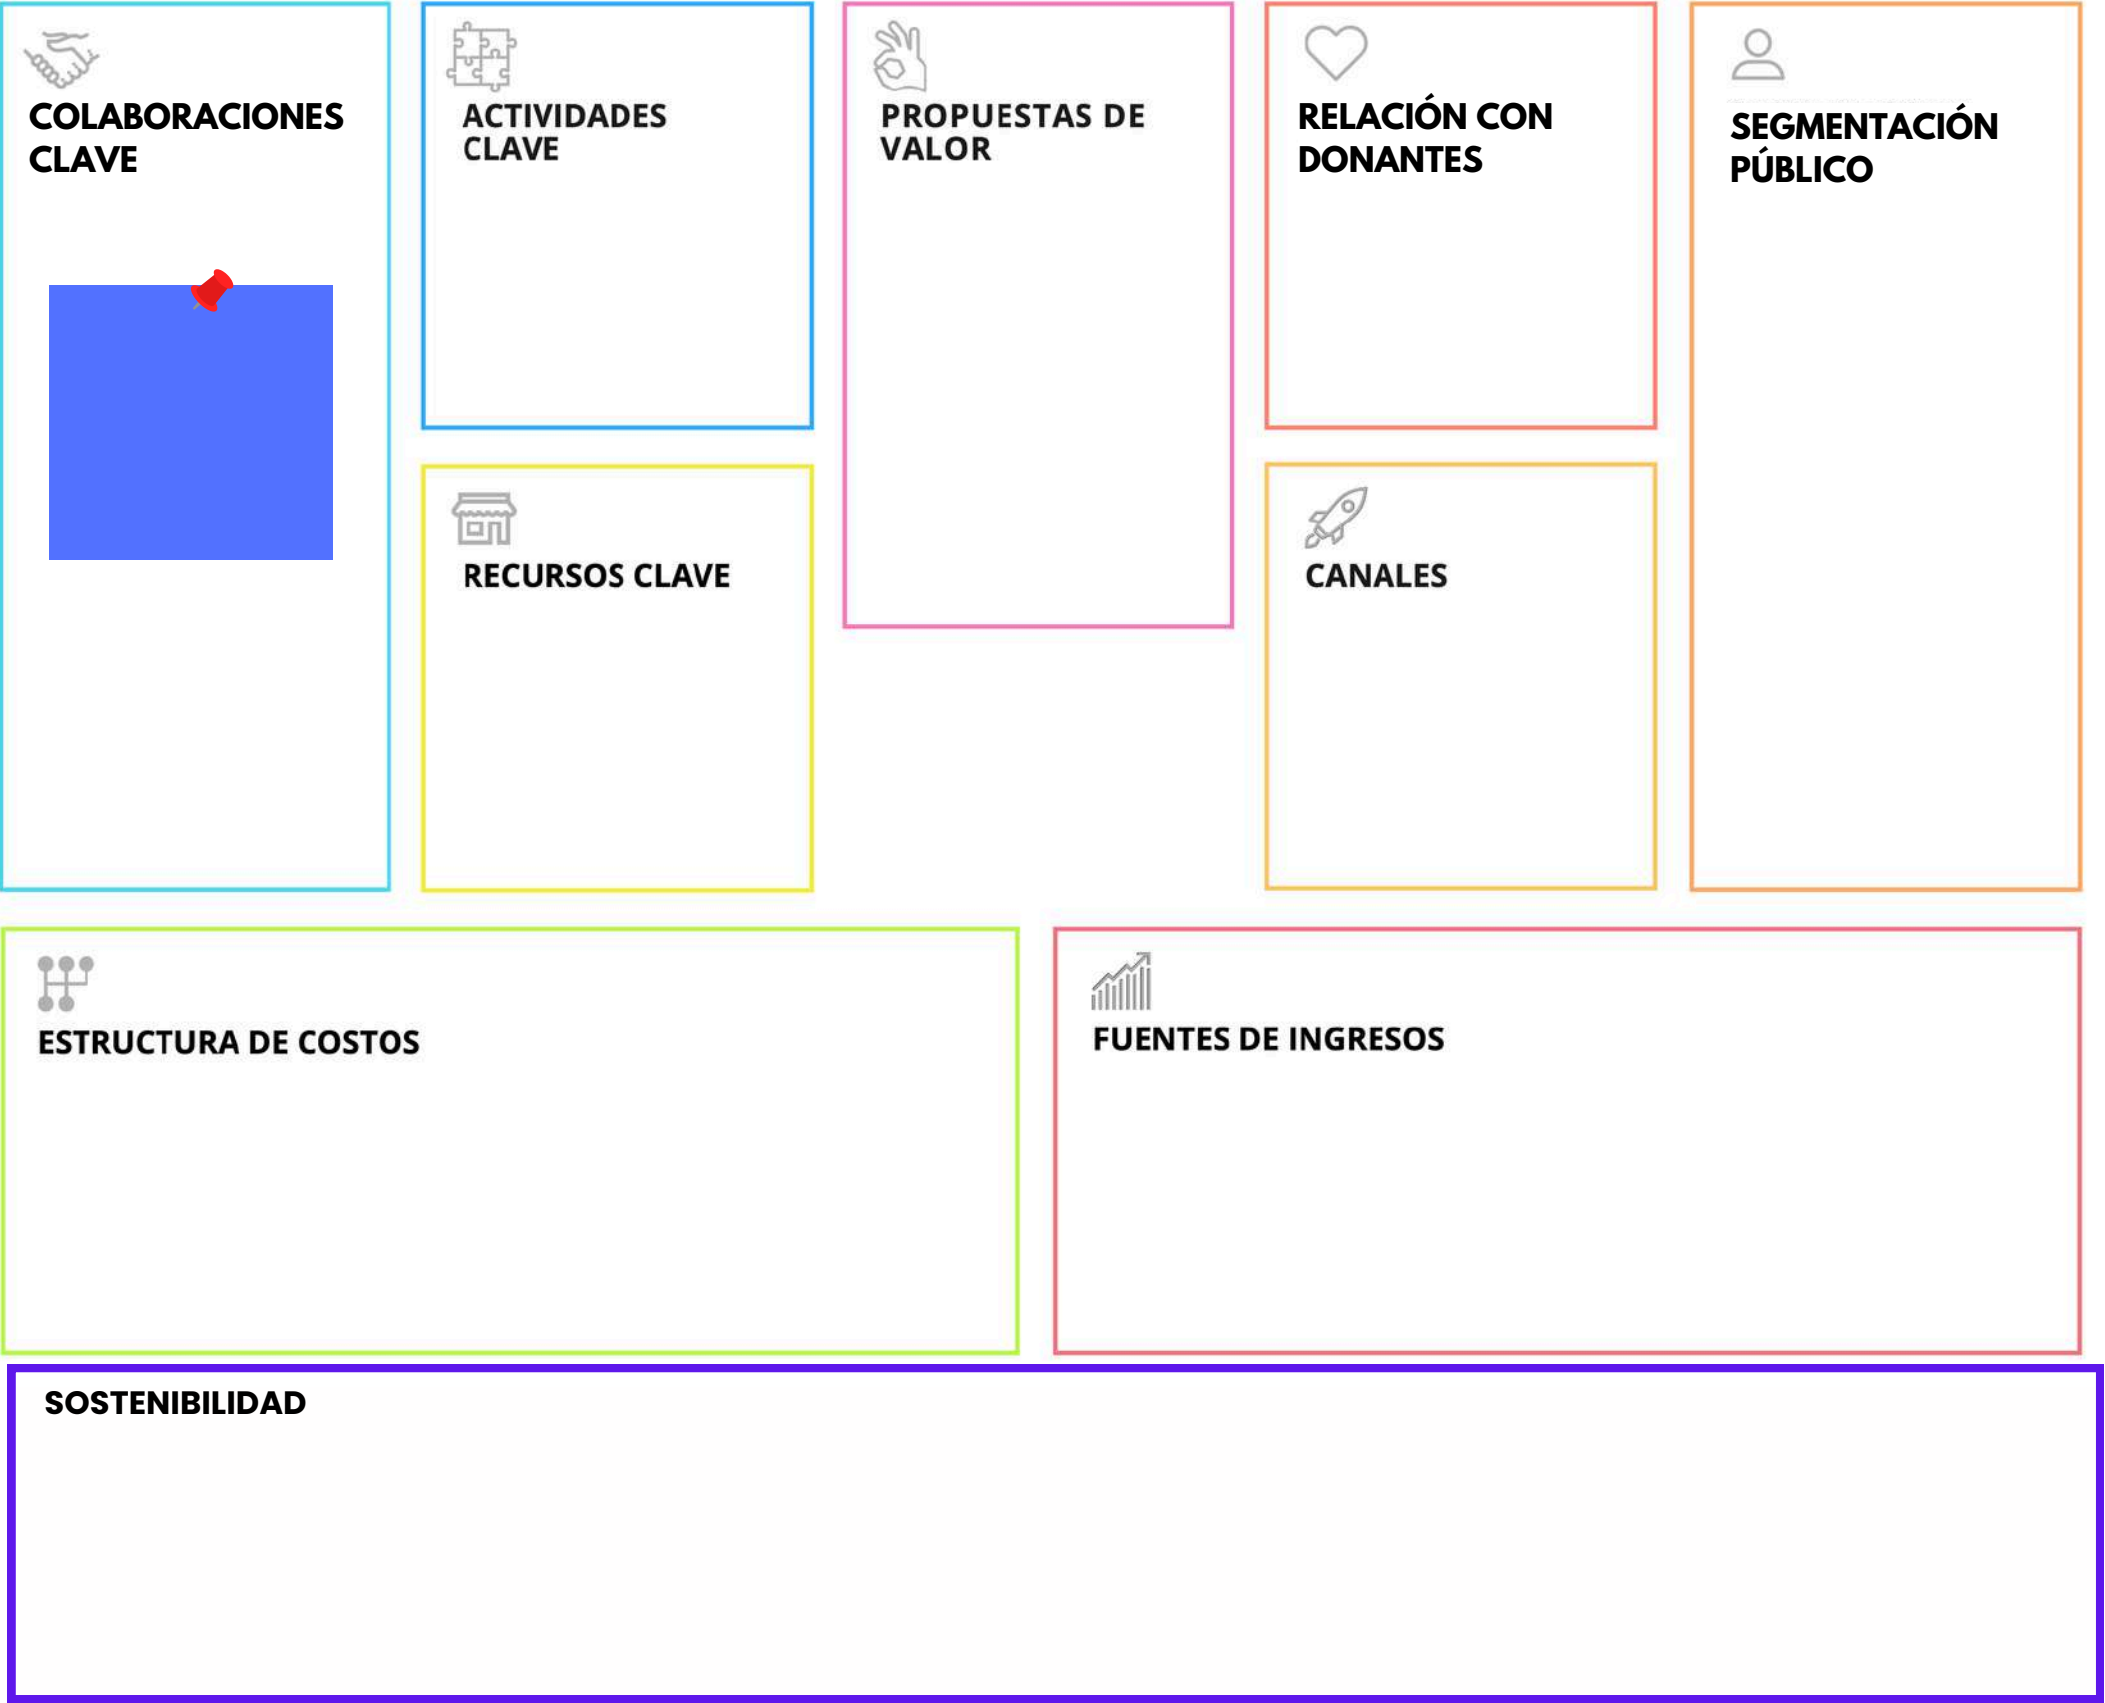 COLABORACIONES
CLAVE
ACTIVIDADES
CLAVE
PROPUESTAS DE
VALOR
RELACIÓN CON
DONANTES
SEGMENTACIÓN
PÚBLICO
RECURSOS CLAVE
CANALES
ESTRUCTURA DE COSTOS
FUENTES DE INGRESOS
SOSTENIBILIDAD